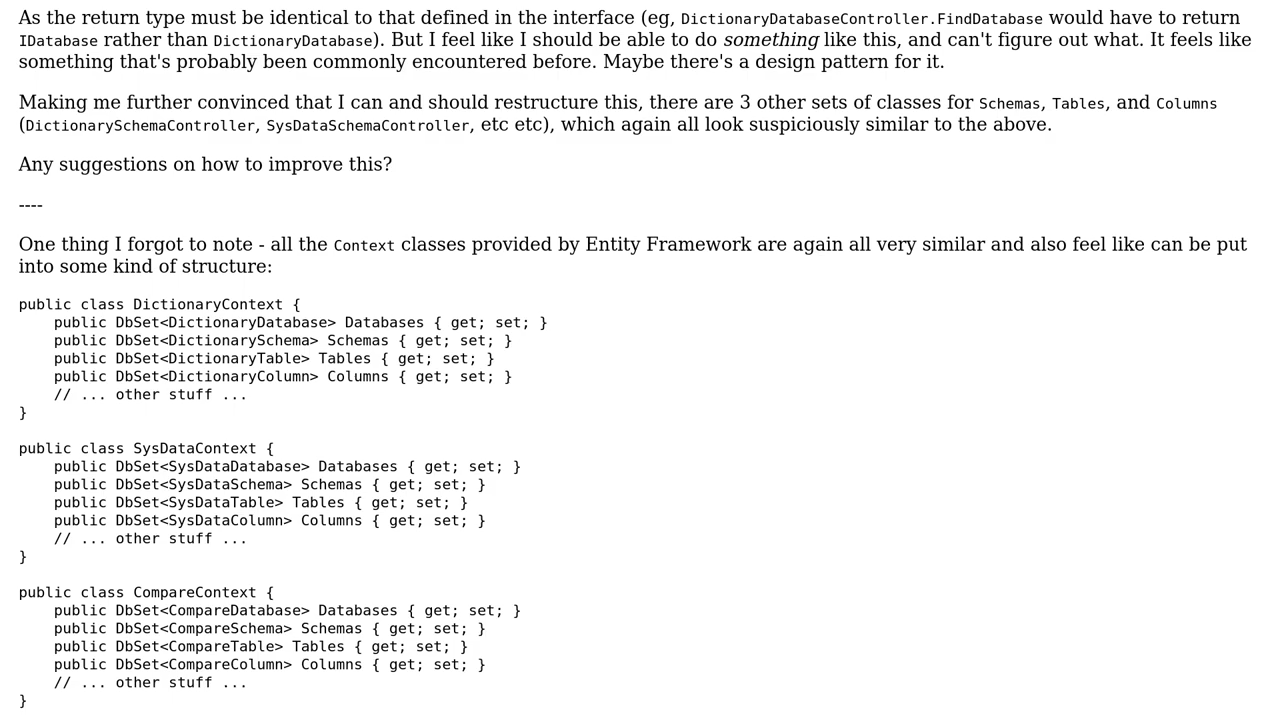 As the return type must be identical to that defined in the interface (eg, DictionaryDatabaseController.FindDatabase would have to return
IDatabase rather than DictionaryDatabase). But I feel like I should be able to do something like this, and can't figure out what. It feels like
something that's probably been commonly encountered before. Maybe there's a design pattern for it.
Making me further convinced that I can and should restructure this, there are 3 other sets of classes for Schemas, Tables, and Columns
(DictionarySchemaController, SysDataSchemaController, etc etc), which again all look suspiciously similar to the above.
Any suggestions on how to improve this?
----
One thing I forgot to note - all the Context classes provided by Entity Framework are again all very similar and also feel like can be put
into some kind of structure:
public class DictionaryContext {
    public DbSet<DictionaryDatabase> Databases { get; set; }
    public DbSet<DictionarySchema> Schemas { get; set; }
    public DbSet<DictionaryTable> Tables { get; set; }
    public DbSet<DictionaryColumn> Columns { get; set; }
    // ... other stuff ...
}
public class SysDataContext {
    public DbSet<SysDataDatabase> Databases { get; set; }
    public DbSet<SysDataSchema> Schemas { get; set; }
    public DbSet<SysDataTable> Tables { get; set; }
    public DbSet<SysDataColumn> Columns { get; set; }
    // ... other stuff ...
}
public class CompareContext {
    public DbSet<CompareDatabase> Databases { get; set; }
    public DbSet<CompareSchema> Schemas { get; set; }
    public DbSet<CompareTable> Tables { get; set; }
    public DbSet<CompareColumn> Columns { get; set; }
    // ... other stuff ...
}